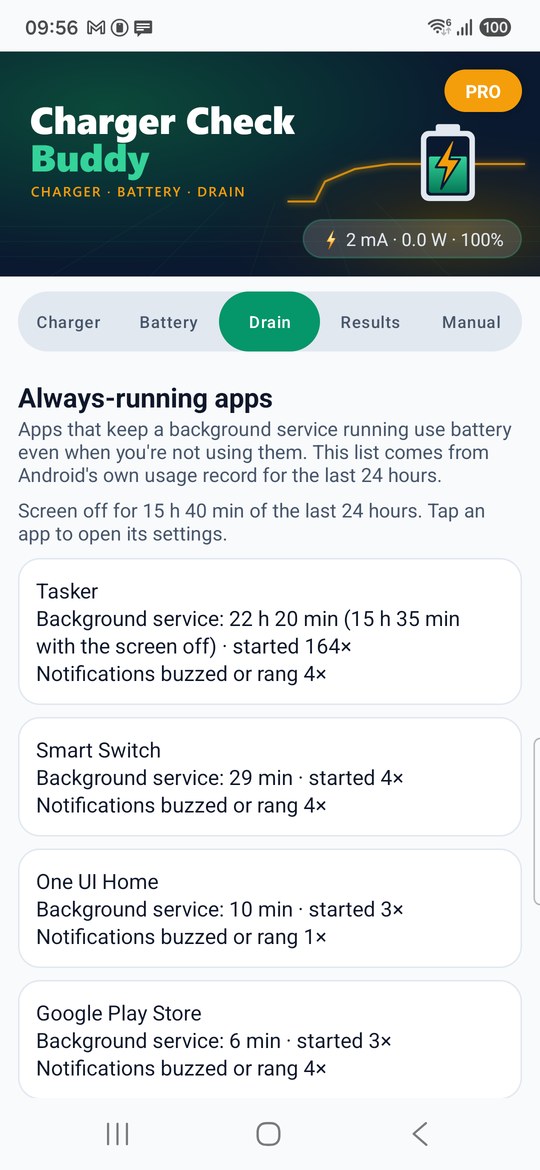 09:56
6
100
PRO
Charger Check
Buddy
CHARGER · BATTERY · DRAIN
2 mA · 0.0 W · 100%
Charger Battery Drain Results Manual
Always-running apps
Apps that keep a background service running use battery
even when you're not using them. This list comes from
Android's own usage record for the last 24 hours.
Screen off for 15 h 40 min of the last 24 hours. Tap an
app to open its settings.
Tasker
Background service: 22 h 20 min (15 h 35 min
with the screen off) · started 164×
Notifications buzzed or rang 4×
Smart Switch
Background service: 29 min · started 4×
Notifications buzzed or rang 4×
One UI Home
Background service: 10 min · started 3×
Notifications buzzed or rang 1×
Google Play Store
Background service: 6 min · started 3×
Notifications buzzed or rang 4×